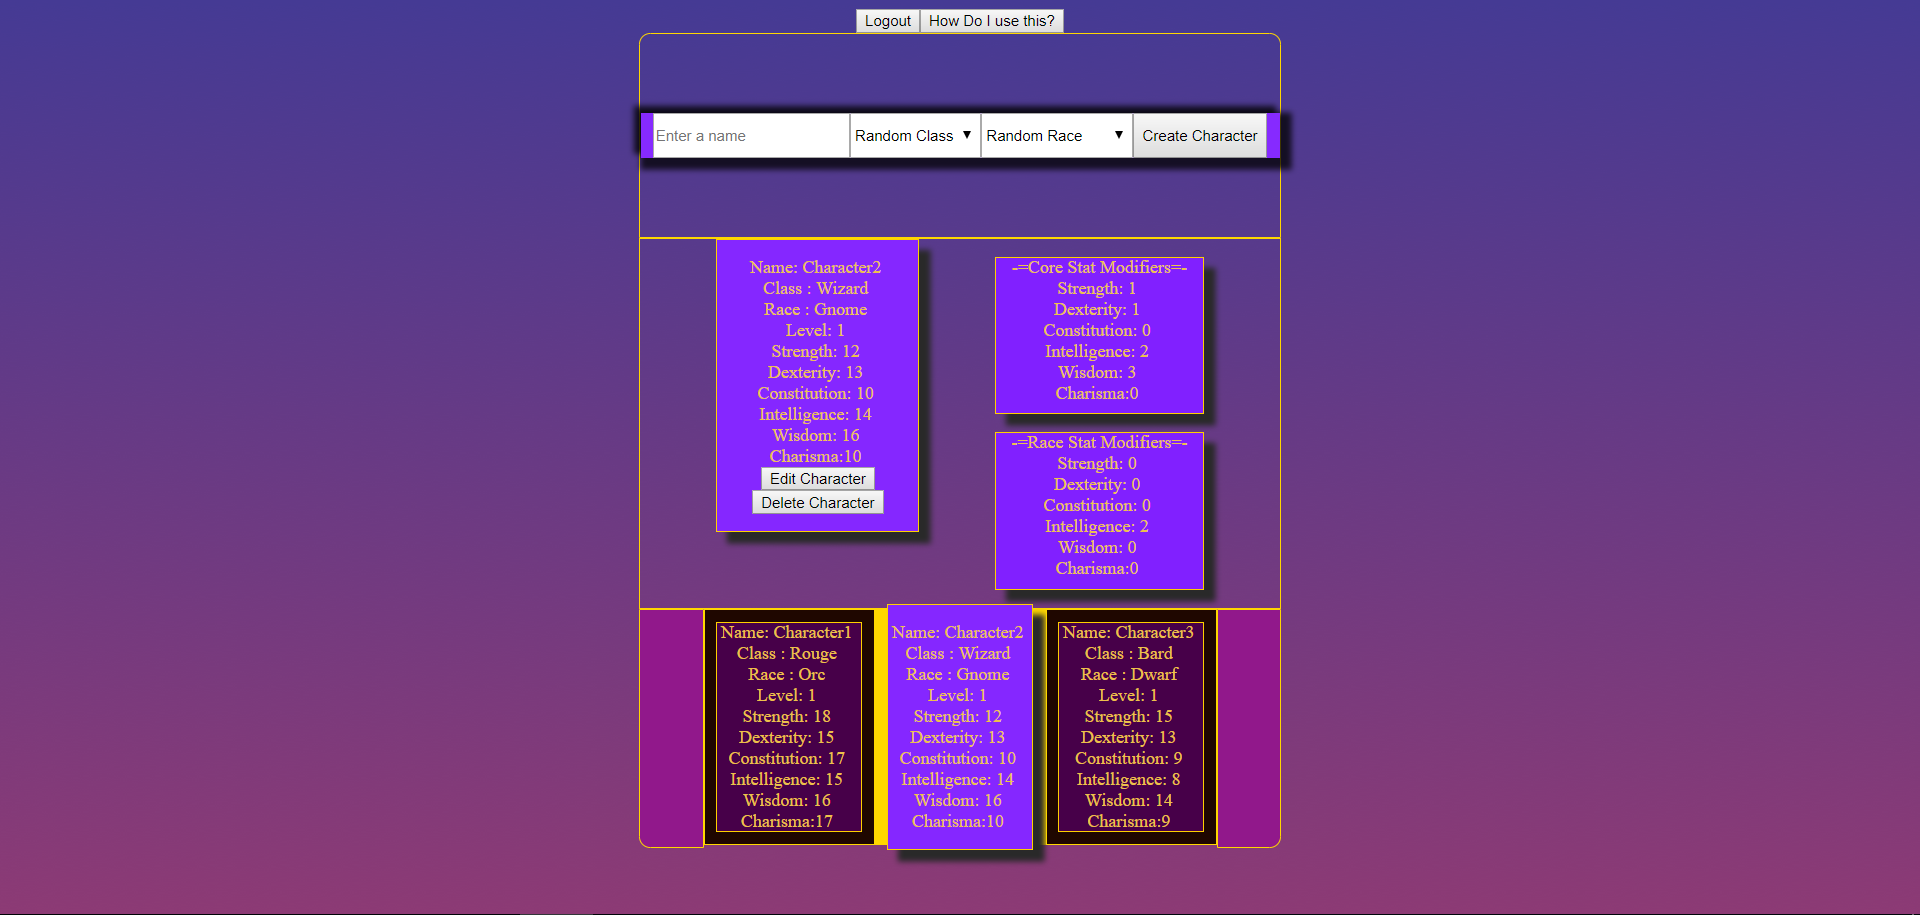 Logout How Do I use this?
Enter a name Random Class Random Race Create Character
Name: Character2
Class : Wizard
Race : Gnome
Level: 1
Strength: 12
Dexterity: 13
Constitution: 10
Intelligence: 14
Wisdom: 16
Charisma:10
Edit Character
Delete Character
-=Core Stat Modifiers=-
Strength: 1
Dexterity: 1
Constitution: 0
Intelligence: 2
Wisdom: 3
Charisma:0
-=Race Stat Modifiers=-
Strength: 0
Dexterity: 0
Constitution: 0
Intelligence: 2
Wisdom: 0
Charisma:0
Name: Character1
Class : Rouge
Race : Orc
Level: 1
Strength: 18
Dexterity: 15
Constitution: 17
Intelligence: 15
Wisdom: 16
Charisma:17
Name: Character2
Class : Wizard
Race : Gnome
Level: 1
Strength: 12
Dexterity: 13
Constitution: 10
Intelligence: 14
Wisdom: 16
Charisma:10
Name: Character3
Class : Bard
Race : Dwarf
Level: 1
Strength: 15
Dexterity: 13
Constitution: 9
Intelligence: 8
Wisdom: 14
Charisma:9